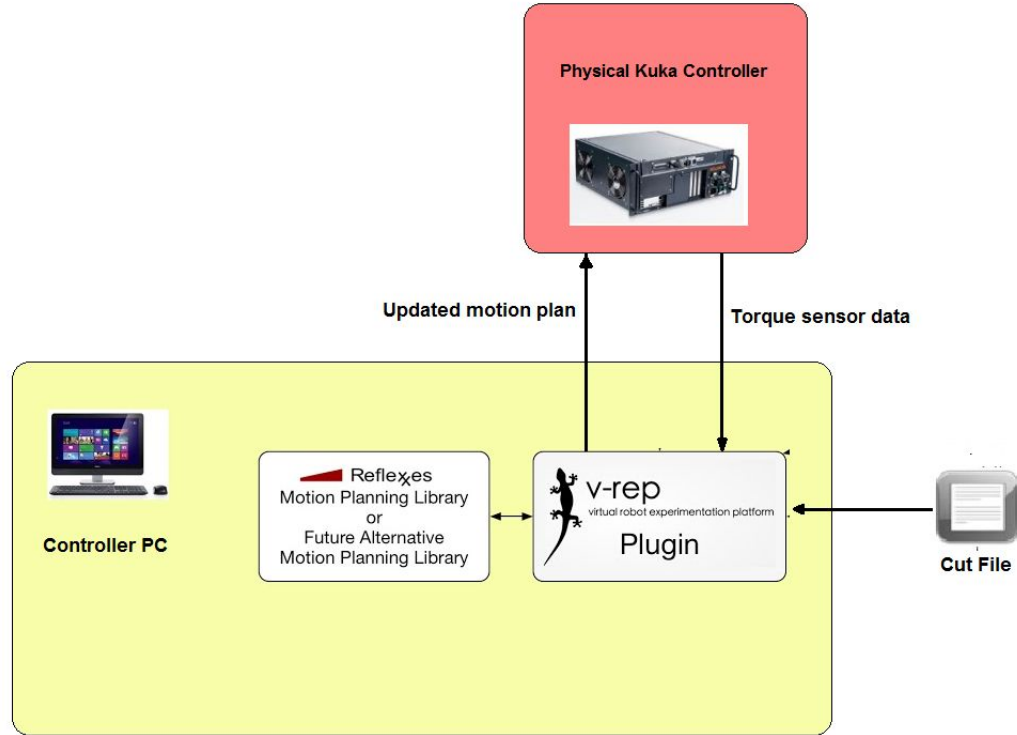 Physical Kuka Controller
Updated motion plan
Torque sensor data
Controller PC
Reflexxes
Motion Planning Library
or
Future Alternative
Motion Planning Library
v-rep
virtual robot experimentation platform
Plugin
Cut File